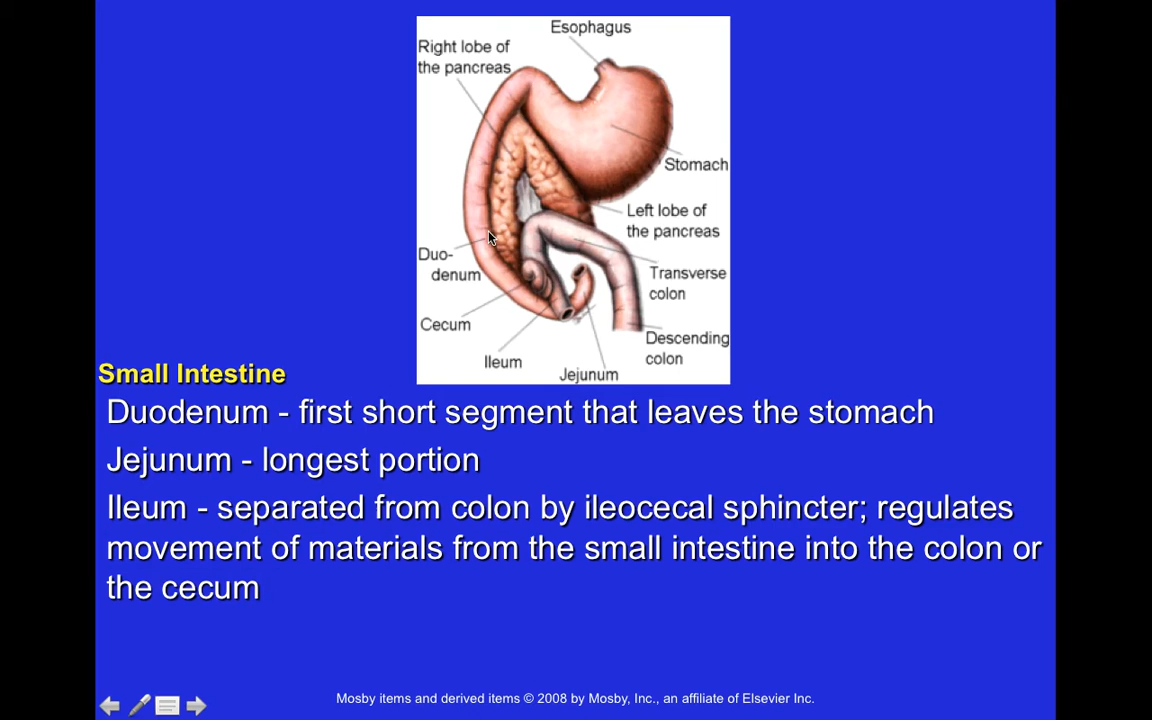 Esophagus
Right lobe of
the pancreas
Stomach
Left lobe of
the pancreas
Duo-
denum
Transverse
colon
Cecum
Descending
colon
Ileum
Jejunum
Small Intestine
Duodenum - first short segment that leaves the stomach
Jejunum - longest portion
Ileum - separated from colon by ileocecal sphincter; regulates
movement of materials from the small intestine into the colon or
the cecum
Mosby items and derived items © 2008 by Mosby, Inc., an affiliate of Elsevier Inc.